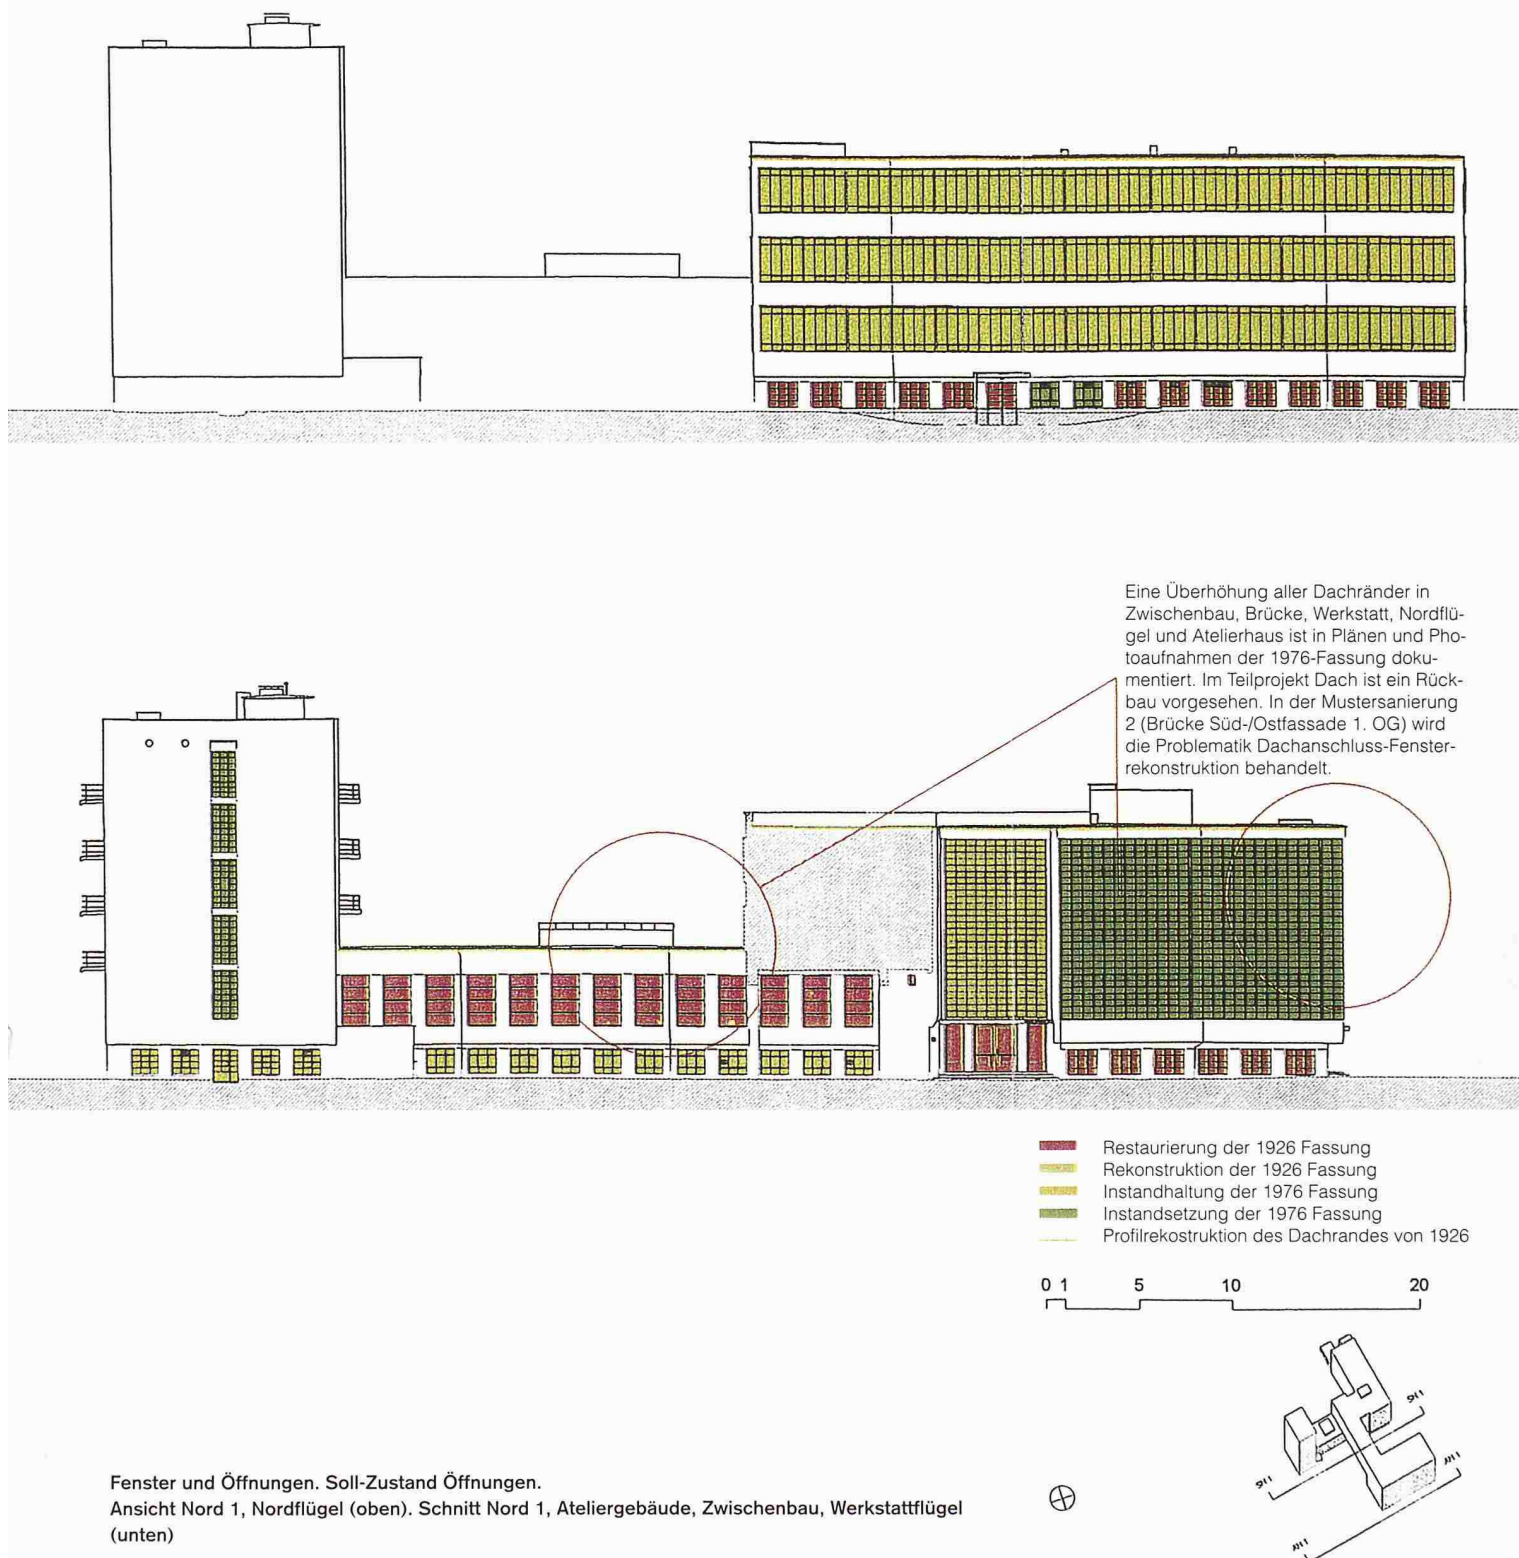 Eine Überhöhung aller Dachränder in
Zwischenbau, Brücke, Werkstatt, Nordflü-
gel und Atelierhaus ist in Plänen und Pho-
toaufnahmen der 1976-Fassung doku-
mentiert. Im Teilprojekt Dach ist ein Rück-
bau vorgesehen. In der Mustersanierung
2 (Brücke Süd-/Ostfassade 1. OG) wird
die Problematik Dachanschluss-Fenster-
rekonstruktion behandelt.
Restaurierung der 1926 Fassung
Rekonstruktion der 1926 Fassung
Instandhaltung der 1976 Fassung
Instandsetzung der 1976 Fassung
Profilrekostruktion des Dachrandes von 1926
0 1 5 10 20
Fenster und Öffnungen. Soll-Zustand Öffnungen.
Ansicht Nord 1, Nordflügel (oben). Schnitt Nord 1, Ateliergebäude, Zwischenbau, Werkstattflügel
(unten)